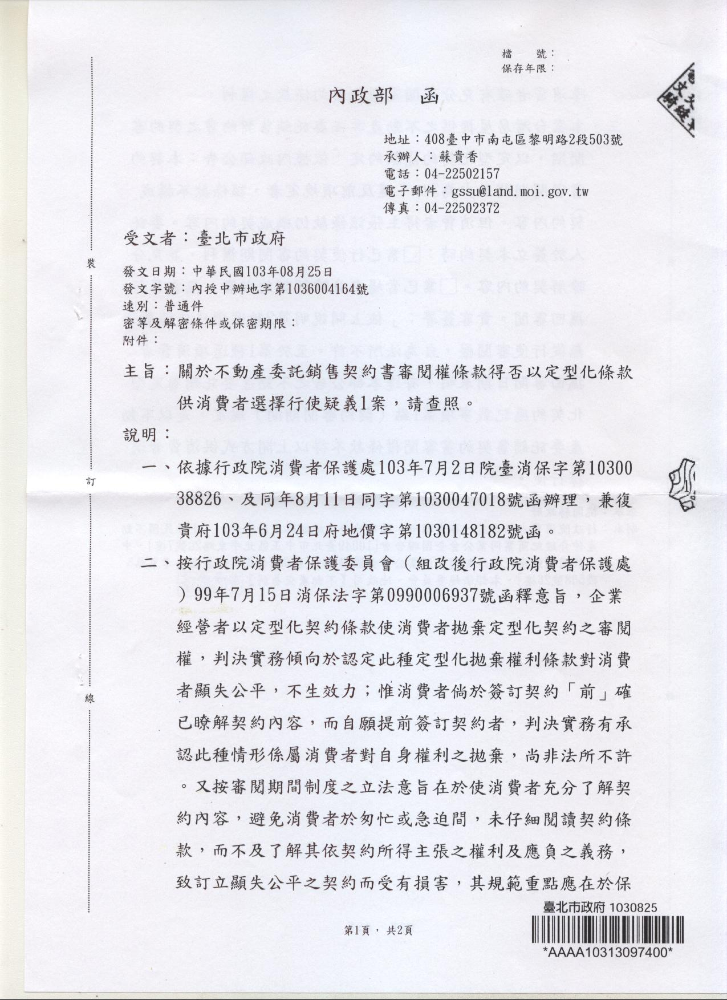 檔　　號：
保存年限：
內政部　函
地址：408臺中市南屯區黎明路2段503號
承辦人：蘇貴香
電話：04-22502157
電子郵件：gssu@land.moi.gov.tw
傳真：04-22502372
受文者：臺北市政府
發文日期：中華民國103年08月25日
發文字號：內授中辦地字第1036004164號
速別：普通件
密等及解密條件或保密期限：
附件：
主旨：關於不動產委託銷售契約書審閱權條款得否以定型化條款
供消費者選擇行使疑義1案，請查照。
說明：
一、依據行政院消費者保護處103年7月2日院臺消保字第10300
38826、及同年8月11日同字第1030047018號函辦理，兼復
貴府103年6月24日府地價字第1030148182號函。
二、按行政院消費者保護委員會（組改後行政院消費者保護處
）99年7月15日消保法字第0990006937號函釋意旨，企業
經營者以定型化契約條款使消費者拋棄定型化契約之審閱
權，判決實務傾向於認定此種定型化拋棄權利條款對消費
者顯失公平，不生效力；惟消費者倘於簽訂契約「前」確
已瞭解契約內容，而自願提前簽訂契約者，判決實務有承
認此種情形係屬消費者對自身權利之拋棄，尚非法所不許
。又按審閱期間制度之立法意旨在於使消費者充分了解契
約內容，避免消費者於匆忙或急迫間，未仔細閱讀契約條
款，而不及了解其依契約所得主張之權利及應負之義務，
致訂立顯失公平之契約而受有損害，其規範重點應在於保
裝
訂
線
第1頁，共2頁
臺北市政府 1030825
*AAAA10313097400*